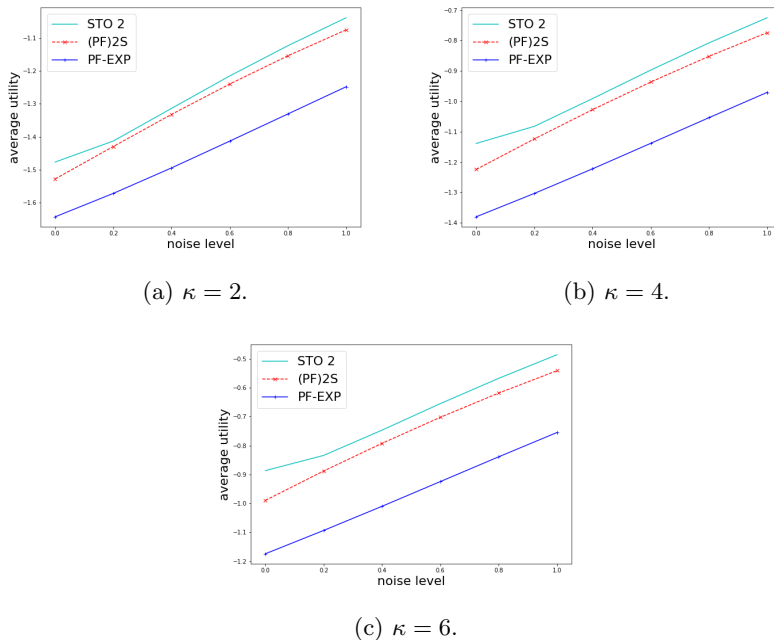 STO 2
(PF)2S
PF-EXP
average utility
−1.1
−1.2
−1.3
−1.4
−1.5
−1.6
0.0 0.2 0.4 0.6 0.8 1.0
noise level
(a) κ = 2.
STO 2
(PF)2S
PF-EXP
average utility
−0.7
−0.8
−0.9
−1.0
−1.1
−1.2
−1.3
−1.4
0.0 0.2 0.4 0.6 0.8 1.0
noise level
(b) κ = 4.
STO 2
(PF)2S
PF-EXP
average utility
−0.5
−0.6
−0.7
−0.8
−0.9
−1.0
−1.1
−1.2
0.0 0.2 0.4 0.6 0.8 1.0
noise level
(c) κ = 6.